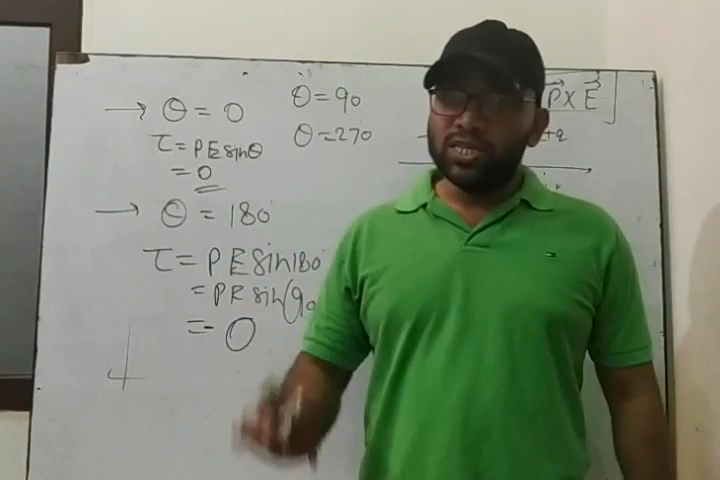 → θ = 0
τ = PE sinθ
= 0
→ θ = 180
τ = PE sin180
= PE sin(90
= 0
θ = 90
θ = 270
P⃗ X E⃗
+q